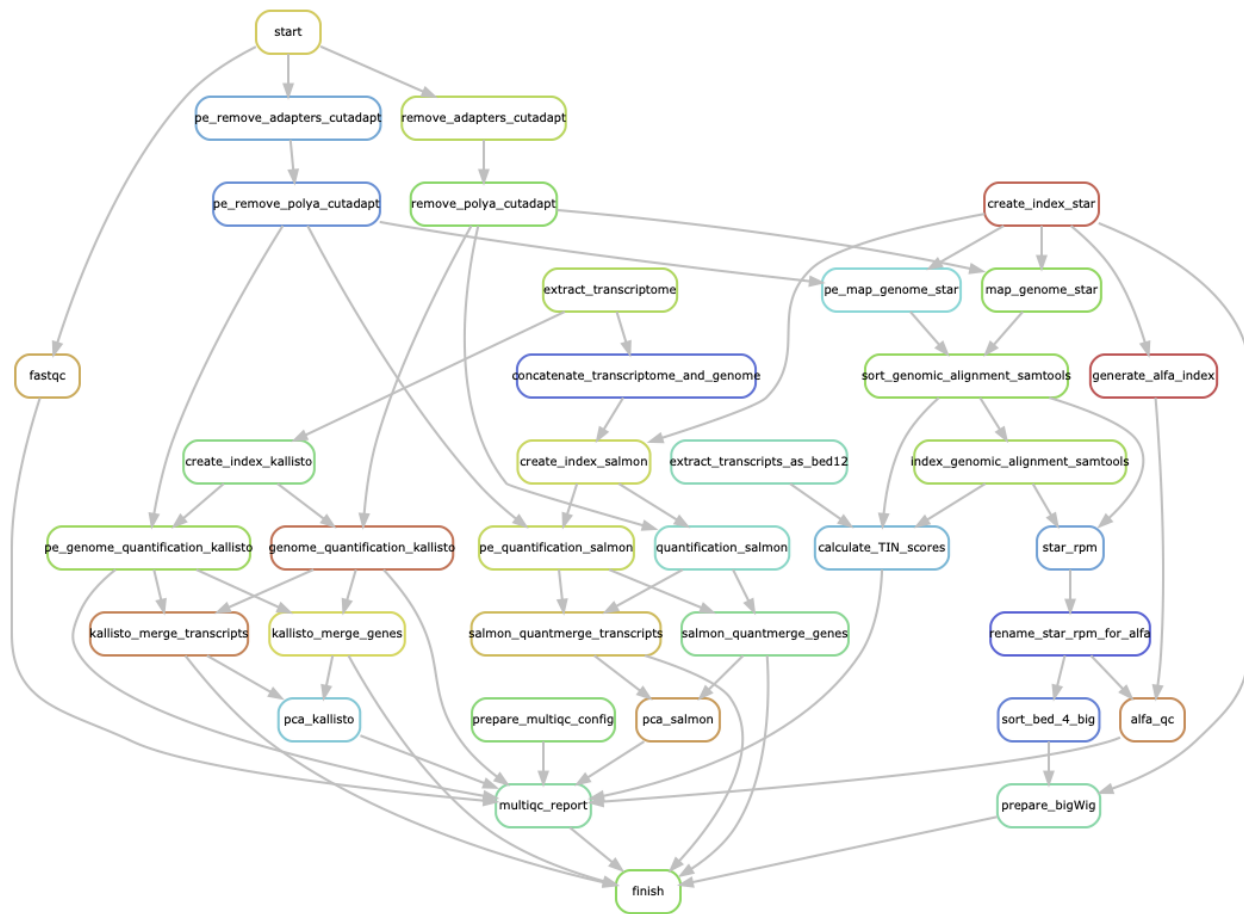 start
pe_remove_adapters_cutadapt
remove_adapters_cutadapt
pe_remove_polya_cutadapt
remove_polya_cutadapt
create_index_star
extract_transcriptome
pe_map_genome_star
map_genome_star
fastqc
concatenate_transcriptome_and_genome
sort_genomic_alignment_samtools
generate_alfa_index
create_index_kallisto
create_index_salmon
extract_transcripts_as_bed12
index_genomic_alignment_samtools
pe_genome_quantification_kallisto
genome_quantification_kallisto
pe_quantification_salmon
quantification_salmon
calculate_TIN_scores
star_rpm
kallisto_merge_transcripts
kallisto_merge_genes
salmon_quantmerge_transcripts
salmon_quantmerge_genes
rename_star_rpm_for_alfa
pca_kallisto
prepare_multiqc_config
pca_salmon
sort_bed_4_big
alfa_qc
multiqc_report
prepare_bigWig
finish